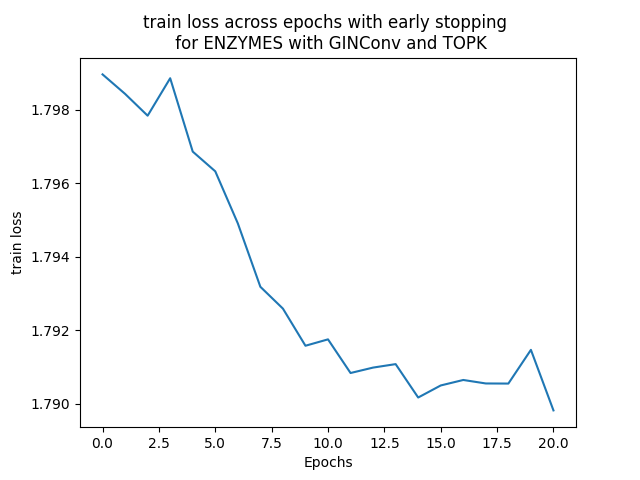 train loss across epochs with early stopping
for ENZYMES with GINConv and TOPK
1.798
1.796
1.794
1.792
1.790
train loss
0.0 2.5 5.0 7.5 10.0 12.5 15.0 17.5 20.0
Epochs